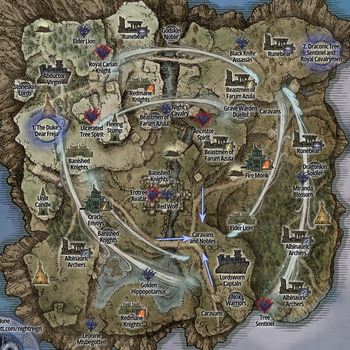 Elder Lion
Runebear
Godskin
Noble
Black Knife
Assassin
Runebear
2. Draconic Tree
Sentinel and
Royal Cavalrymen
Royal Carian
Knight
Abductor
Virgin
Stoneskin
Lords
Redmane
Knights
Night's
Cavalry
Beastmen of
Farum Azula
Beastmen of
Farum Azula
Grave Warden
Duelist
Caravans
1. The Duke's
Dear Freja
Ulcerated
Tree Spirit
Fleeing
Stump
Ancestor
Spirit
Runebear
Beastmen of
Farum Azula
Dragonkin
Soldier
Banished
Knights
Fire Monk
Miranda
Blossom
Banished
Knights
Unlit
Candle
Oracle
Envoy
Erdtree
Avatar
Red Wolf
Elder Lion
Albinauric
Archers
Banished
Knights
Caravans
and Nobles
Albinauric
Archers
Lordsworn
Captain
Golden
Hippopotamus
Nox
Warriors
Albinauric
Archers
Redmane
Knights
Caravans
Tree
Sentinel
Leonine
Misbegotten